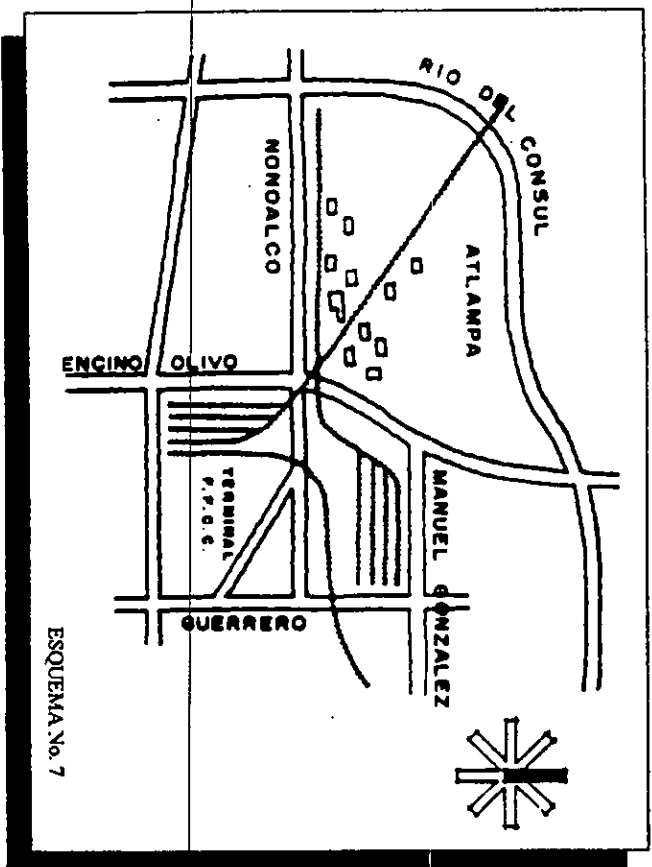 RIO DEL CONSUL
ATLAMPA
NONOALCO
ENCINO OLIVO
MANUEL GONZALEZ
TERMINAL
F.F.C.C.
GUERRERO
ESQUEMA No. 7